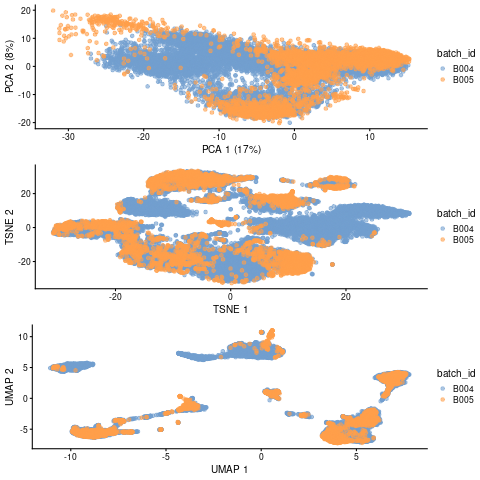 20
10
0
-10
-20
PCA 2 (8%)
-30
-20
-10
0
10
PCA 1 (17%)
batch_id
B004
B005
20
0
-20
TSNE 2
-20
0
20
TSNE 1
batch_id
B004
B005
10
5
0
-5
UMAP 2
-10
-5
0
5
UMAP 1
batch_id
B004
B005